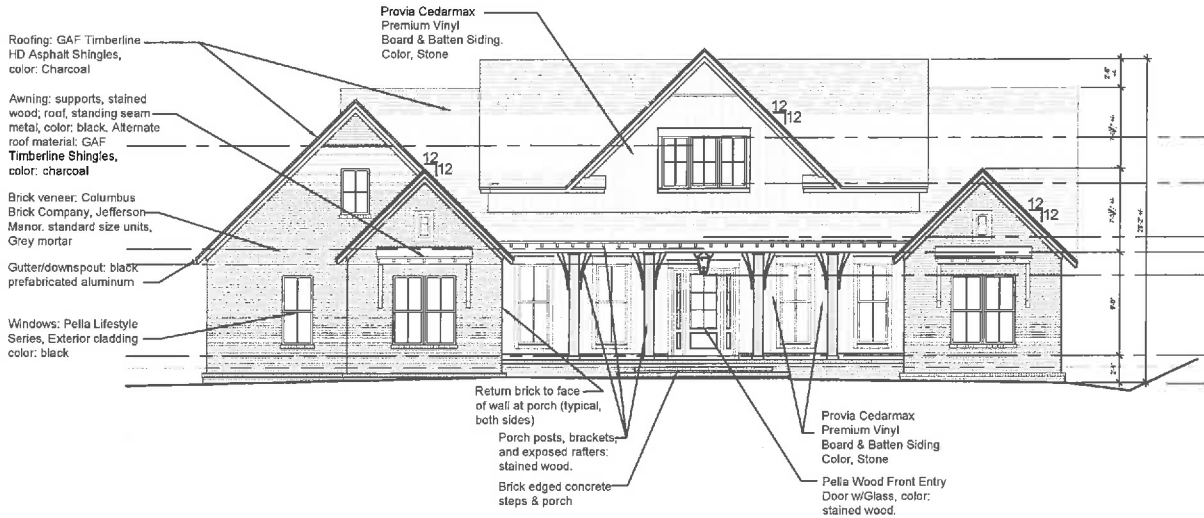 Provia Cedarmax
Premium Vinyl
Board & Batten Siding.
Color, Stone
Roofing: GAF Timberline
HD Asphalt Shingles,
color: Charcoal
Awning: supports, stained
wood; roof, standing seam
metal, color; black. Alternate
roof material: GAF
Timberline Shingles,
color: charcoal
Brick veneer: Columbus
Brick Company, Jefferson
Manor. standard size units,
Grey mortar
Gutter/downspout: black
prefabricated aluminum
Windows: Pella Lifestyle
Series, Exterior cladding
color: black
12
12
12
12
12
12
Return brick to face
of wall at porch (typical,
both sides)
Porch posts, brackets,
and exposed rafters:
stained wood.
Brick edged concrete
steps & porch
Provia Cedarmax
Premium Vinyl
Board & Batten Siding
Color, Stone
Pella Wood Front Entry
Door w/Glass, color:
stained wood.